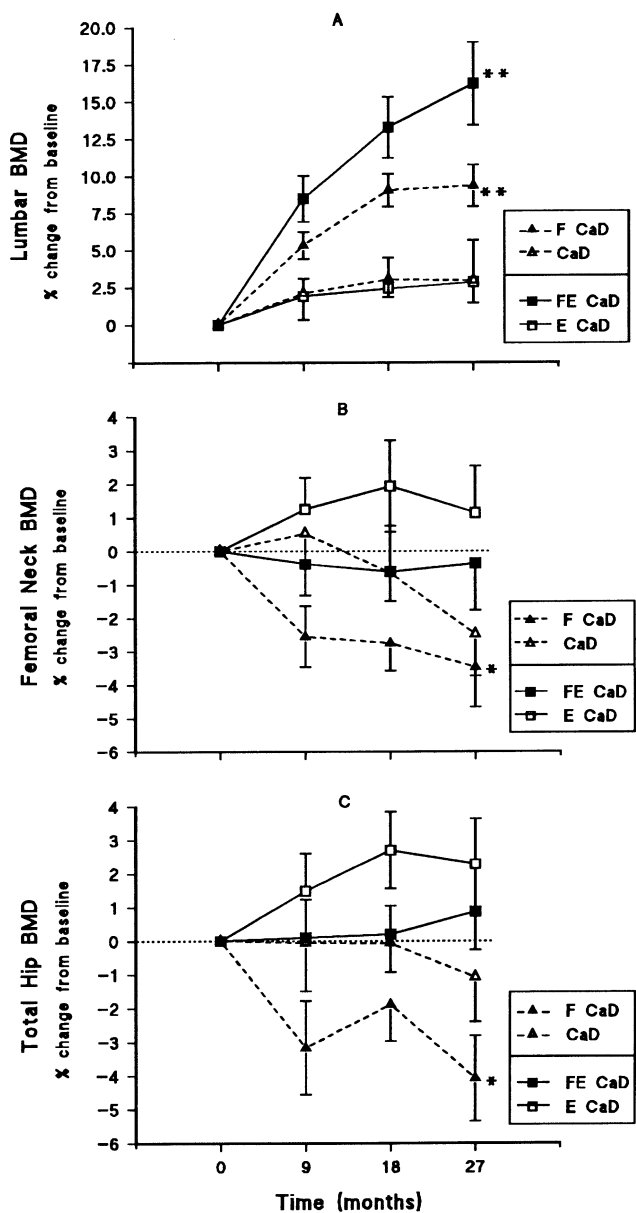 A
Lumbar BMD
% change from baseline
20.0
17.5
15.0
12.5
10.0
7.5
5.0
2.5
0
**
**
F CaD
CaD
FE CaD
E CaD
B
Femoral Neck BMD
% change from baseline
4
3
2
1
0
-1
-2
-3
-4
-5
-6
*
F CaD
CaD
FE CaD
E CaD
C
Total Hip BMD
% change from baseline
4
3
2
1
0
-1
-2
-3
-4
-5
-6
*
F CaD
CaD
FE CaD
E CaD
0 9 18 27
Time (months)